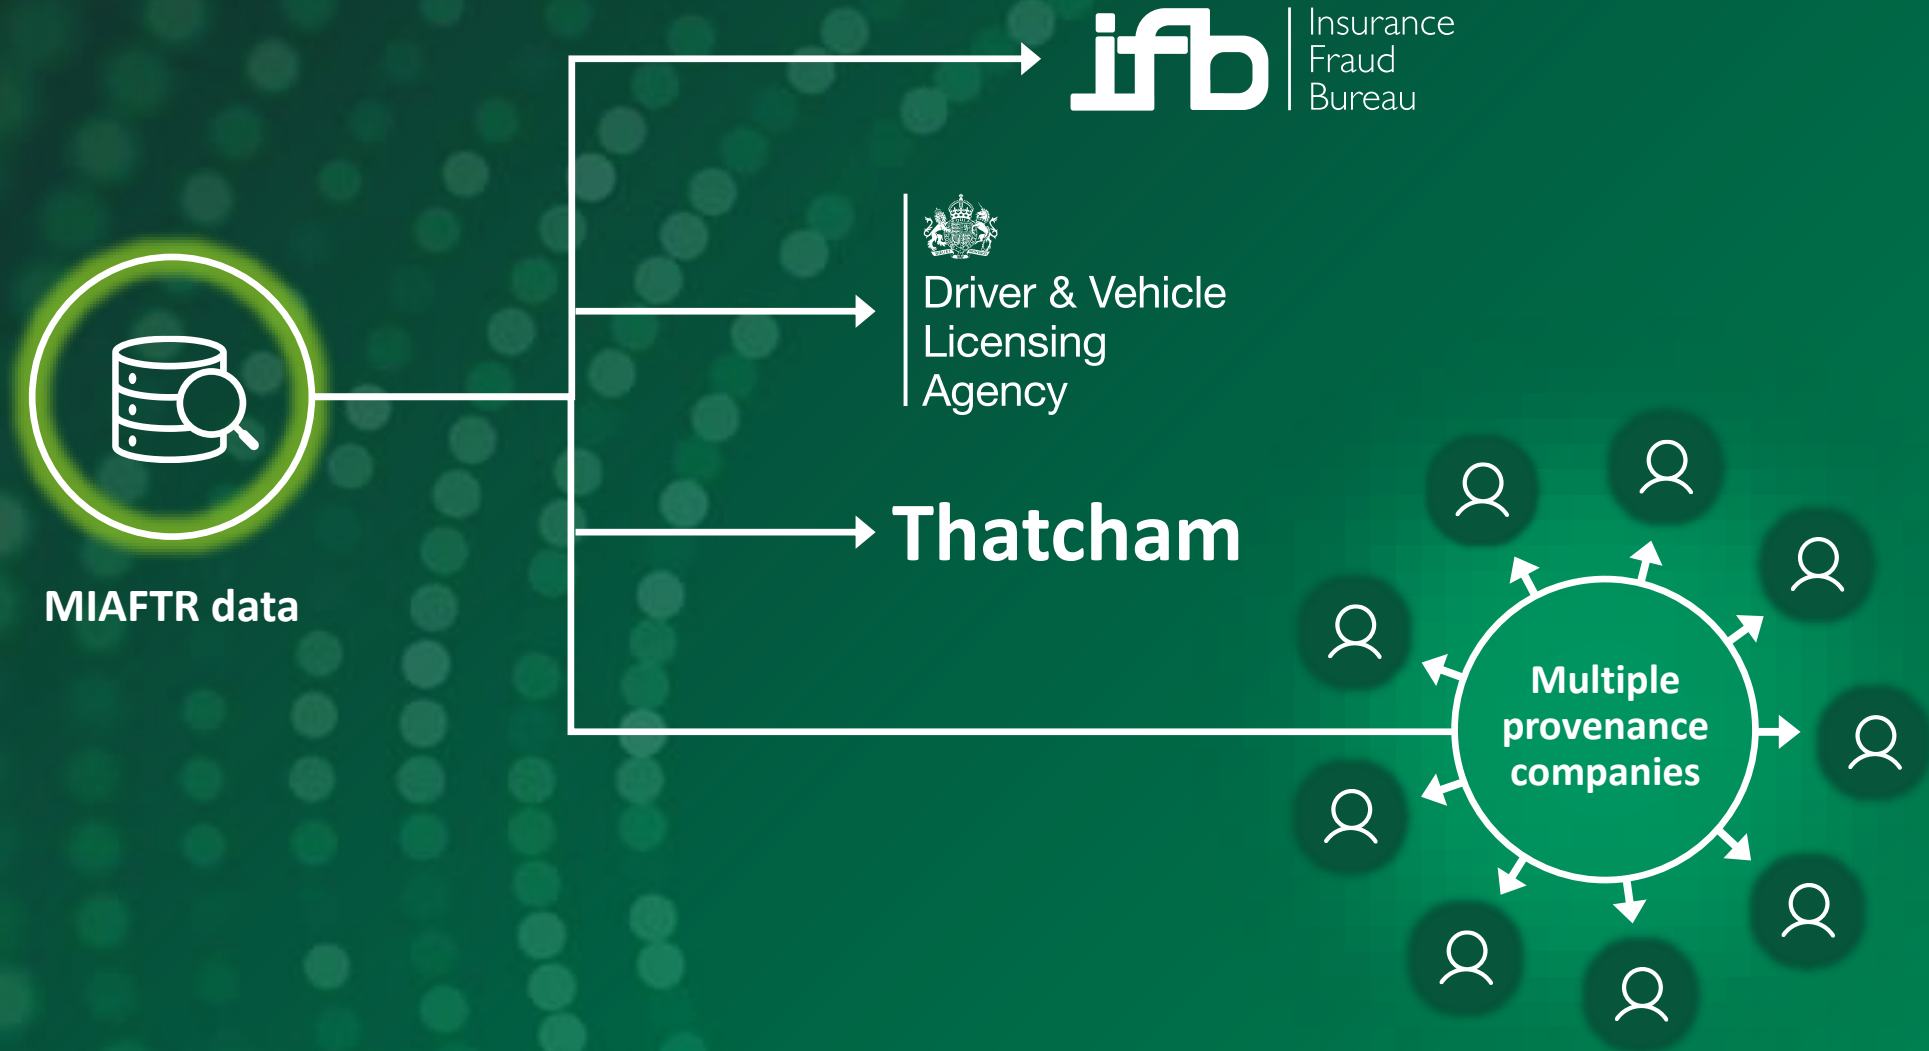 ifb
Insurance
Fraud
Bureau
Driver & Vehicle
Licensing
Agency
Thatcham
MIAFTR data
Multiple
provenance
companies